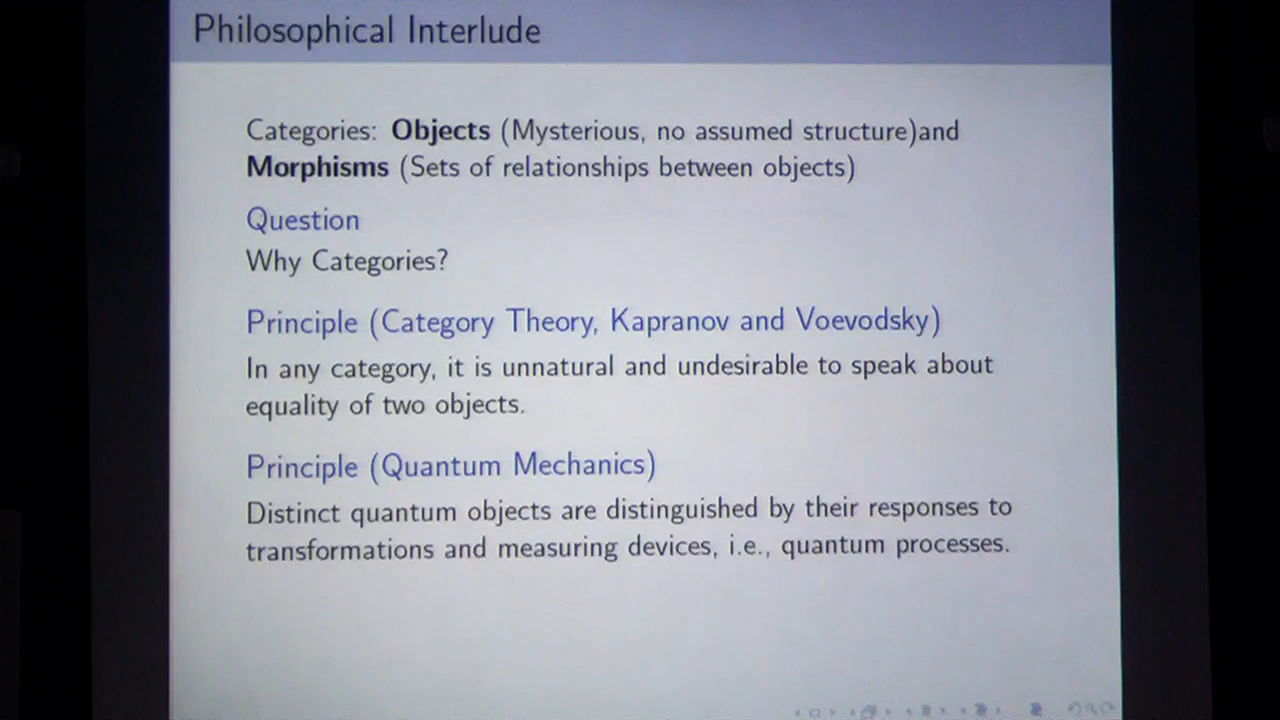 Philosophical Interlude
Categories: Objects (Mysterious, no assumed structure)and
Morphisms (Sets of relationships between objects)
Question
Why Categories?
Principle (Category Theory, Kapranov and Voevodsky)
In any category, it is unnatural and undesirable to speak about
equality of two objects.
Principle (Quantum Mechanics)
Distinct quantum objects are distinguished by their responses to
transformations and measuring devices, i.e., quantum processes.